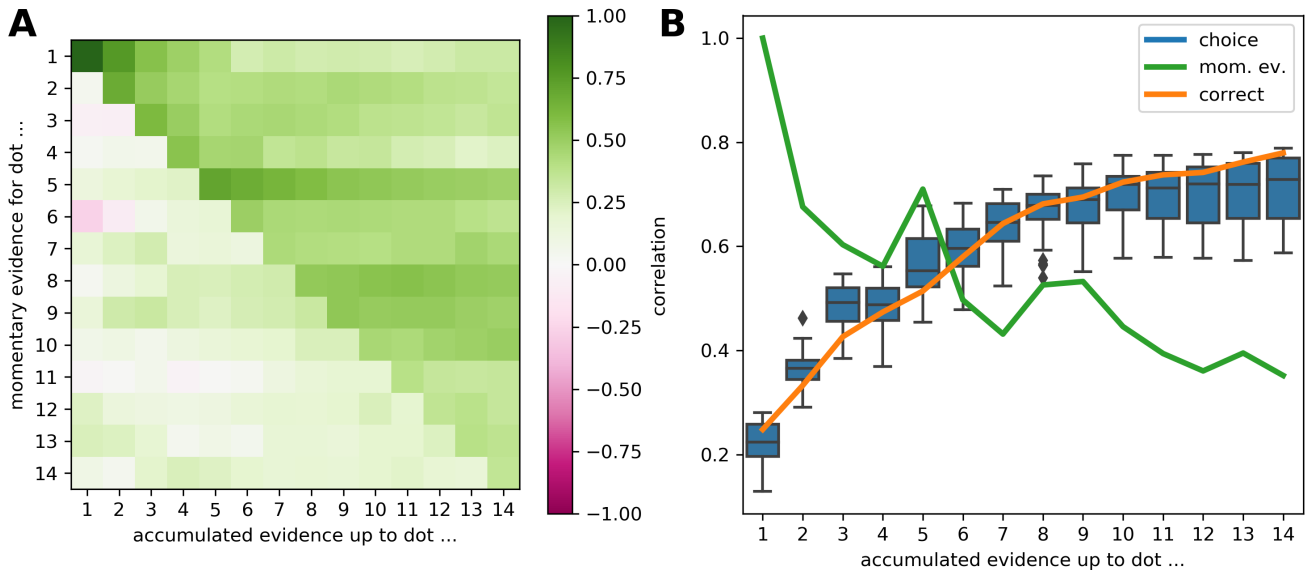 A
momentary evidence for dot ...
1
2
3
4
5
6
7
8
9
10
11
12
13
14
1 2 3 4 5 6 7 8 9 10 11 12 13 14
accumulated evidence up to dot ...
1.00
0.75
0.50
0.25
0.00
−0.25
−0.50
−0.75
−1.00
B
correlation
1.0
0.8
0.6
0.4
0.2
choice
mom. ev.
correct
1 2 3 4 5 6 7 8 9 10 11 12 13 14
accumulated evidence up to dot ...